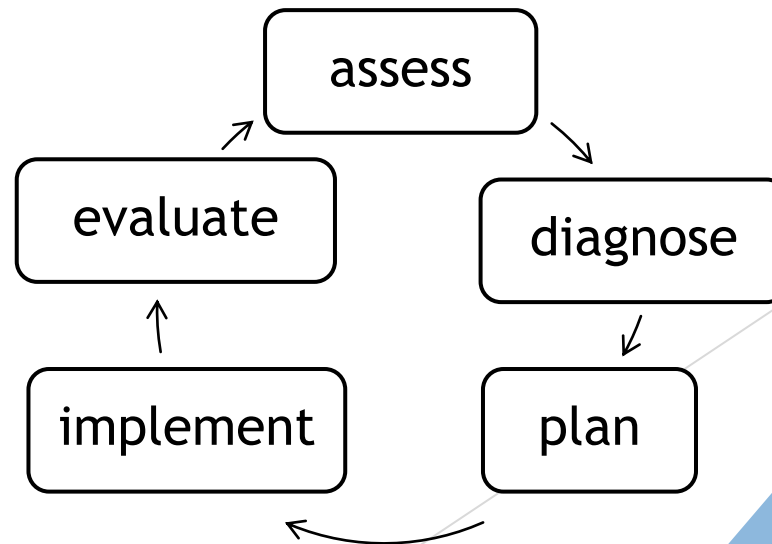 assess
diagnose
plan
implement
evaluate